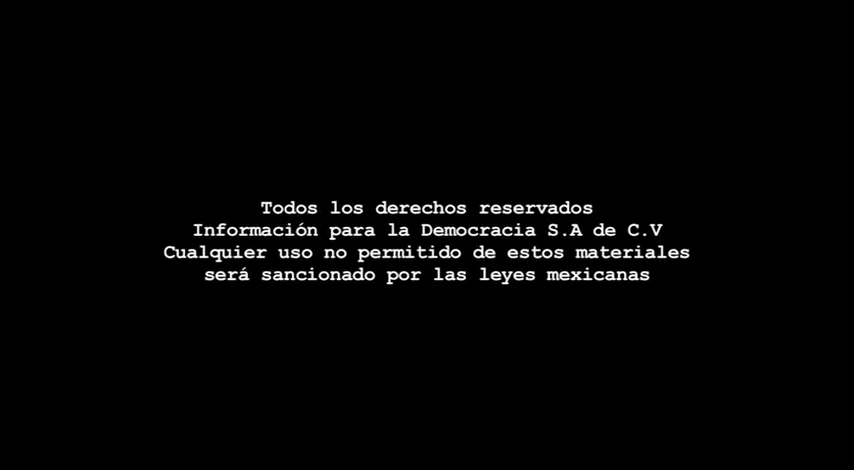 Todos los derechos reservados
Información para la Democracia S.A de C.V
Cualquier uso no permitido de estos materiales
será sancionado por las leyes mexicanas